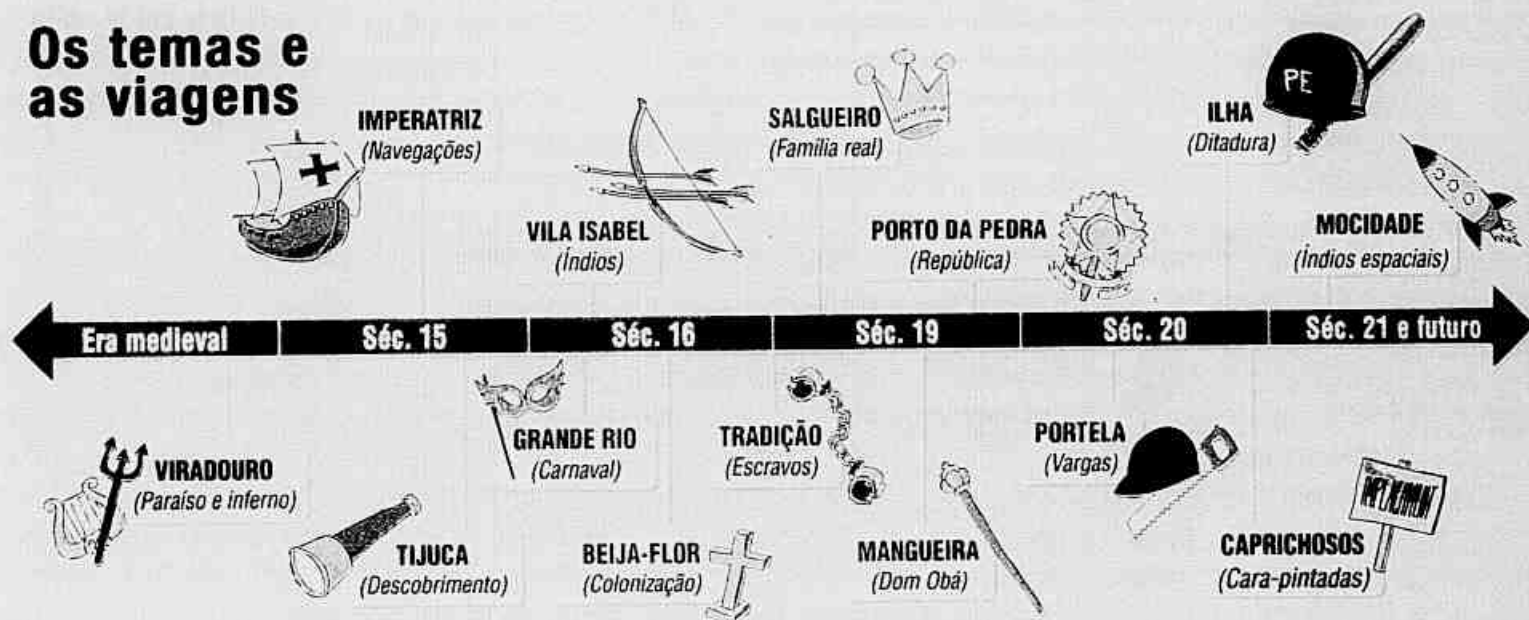 Os temas e
as viagens
IMPERATRIZ
(Navegações)
VILA ISABEL
(Índios)
SALGUEIRO
(Família real)
PORTO DA PEDRA
(República)
ILHA
(Ditadura)
PE
MOCIDADE
(Índios espaciais)
Era medieval
Séc. 15
Séc. 16
Séc. 19
Séc. 20
Séc. 21 e futuro
VIRADOURO
(Paraíso e inferno)
TIJUCA
(Descobrimento)
GRANDE RIO
(Carnaval)
BEIJA-FLOR
(Colonização)
TRADIÇÃO
(Escravos)
MANGUEIRA
(Dom Obá)
PORTELA
(Vargas)
CAPRICHOSOS
(Cara-pintadas)